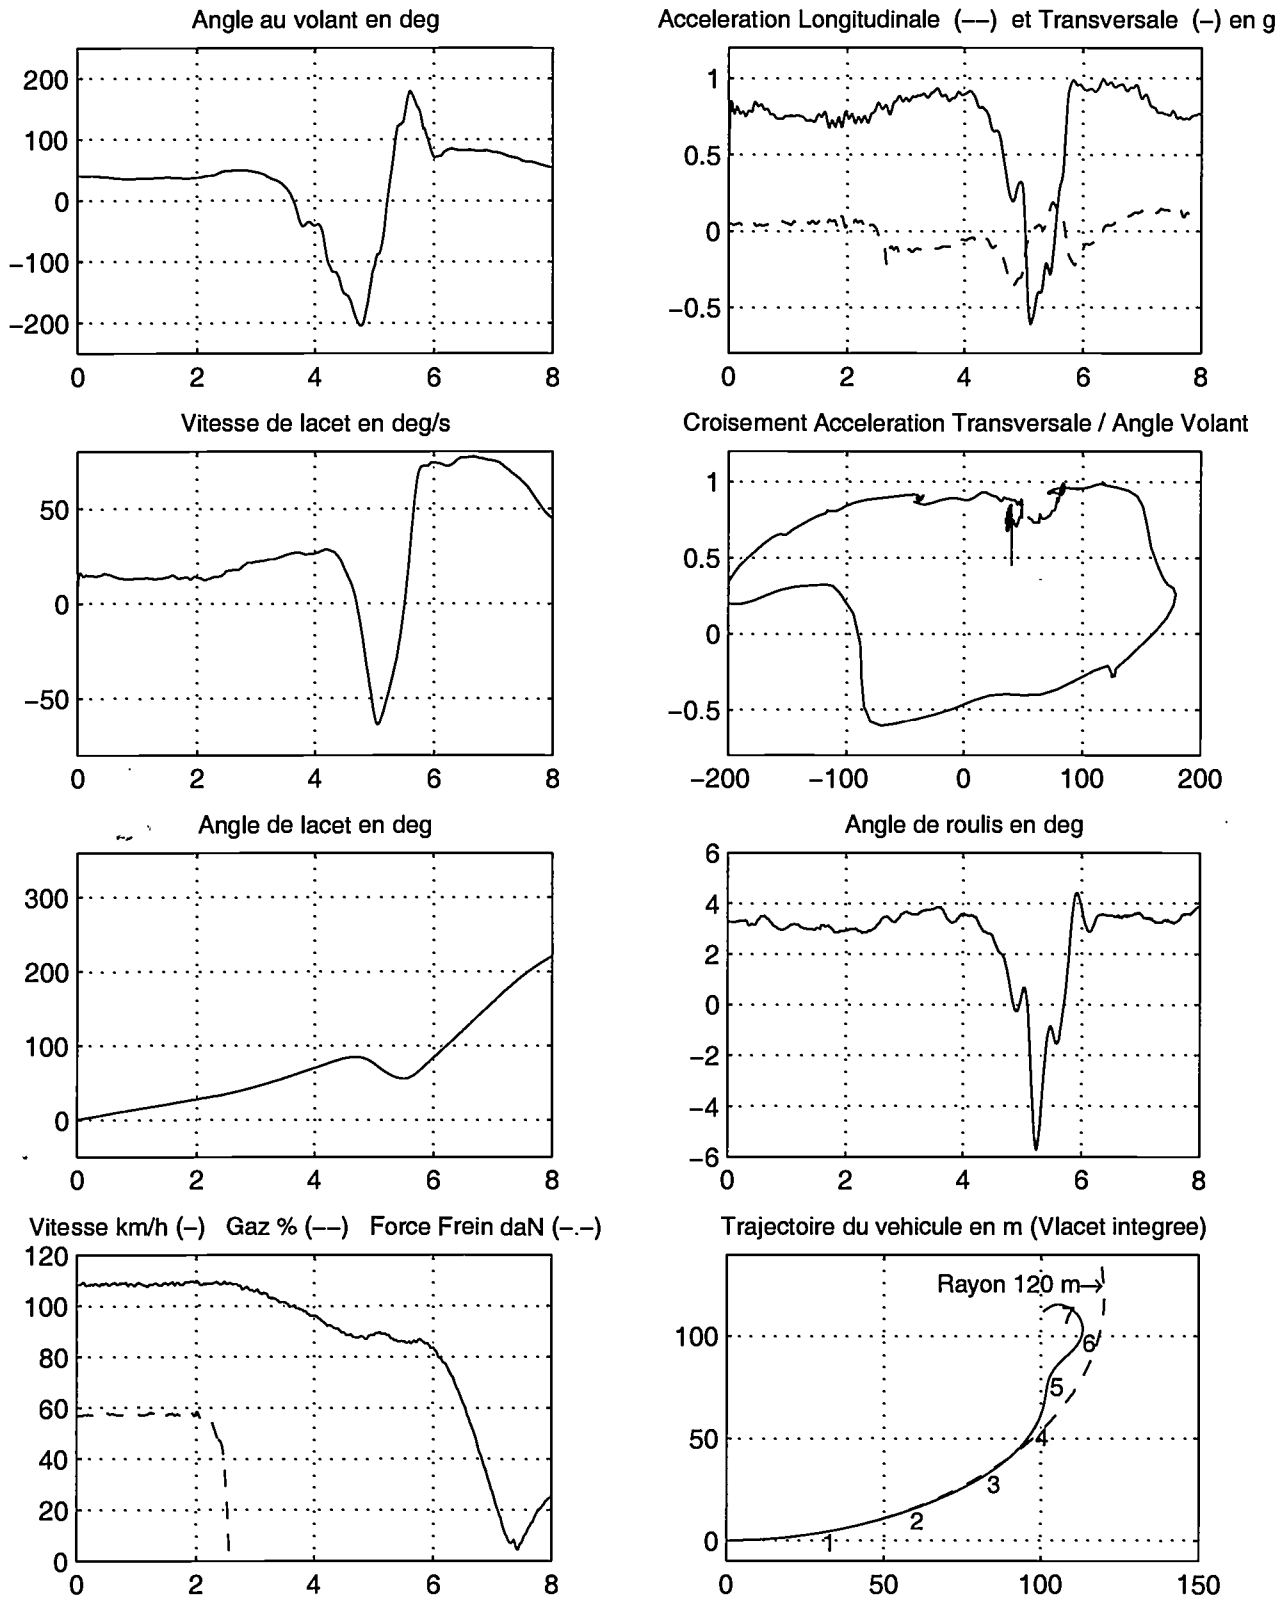 Angle au volant en deg
200
100
0
−100
−200
0 2 4 6 8
Acceleration Longitudinale (−−) et Transversale (−) en g
1
0.5
0
−0.5
0 2 4 6 8
Vitesse de lacet en deg/s
50
0
−50
0 2 4 6 8
Croisement Acceleration Transversale / Angle Volant
1
0.5
0
−0.5
−200 −100 0 100 200
Angle de lacet en deg
300
200
100
0
0 2 4 6 8
Angle de roulis en deg
6
4
2
0
−2
−4
−6
0 2 4 6 8
Vitesse km/h (−) Gaz % (−−) Force Frein daN (−.−)
120
100
80
60
40
20
0
0 2 4 6 8
Trajectoire du vehicule en m (Vlacet integree)
Rayon 120 m→
100
50
0
6
5
4
3
2
1
0 50 100 150